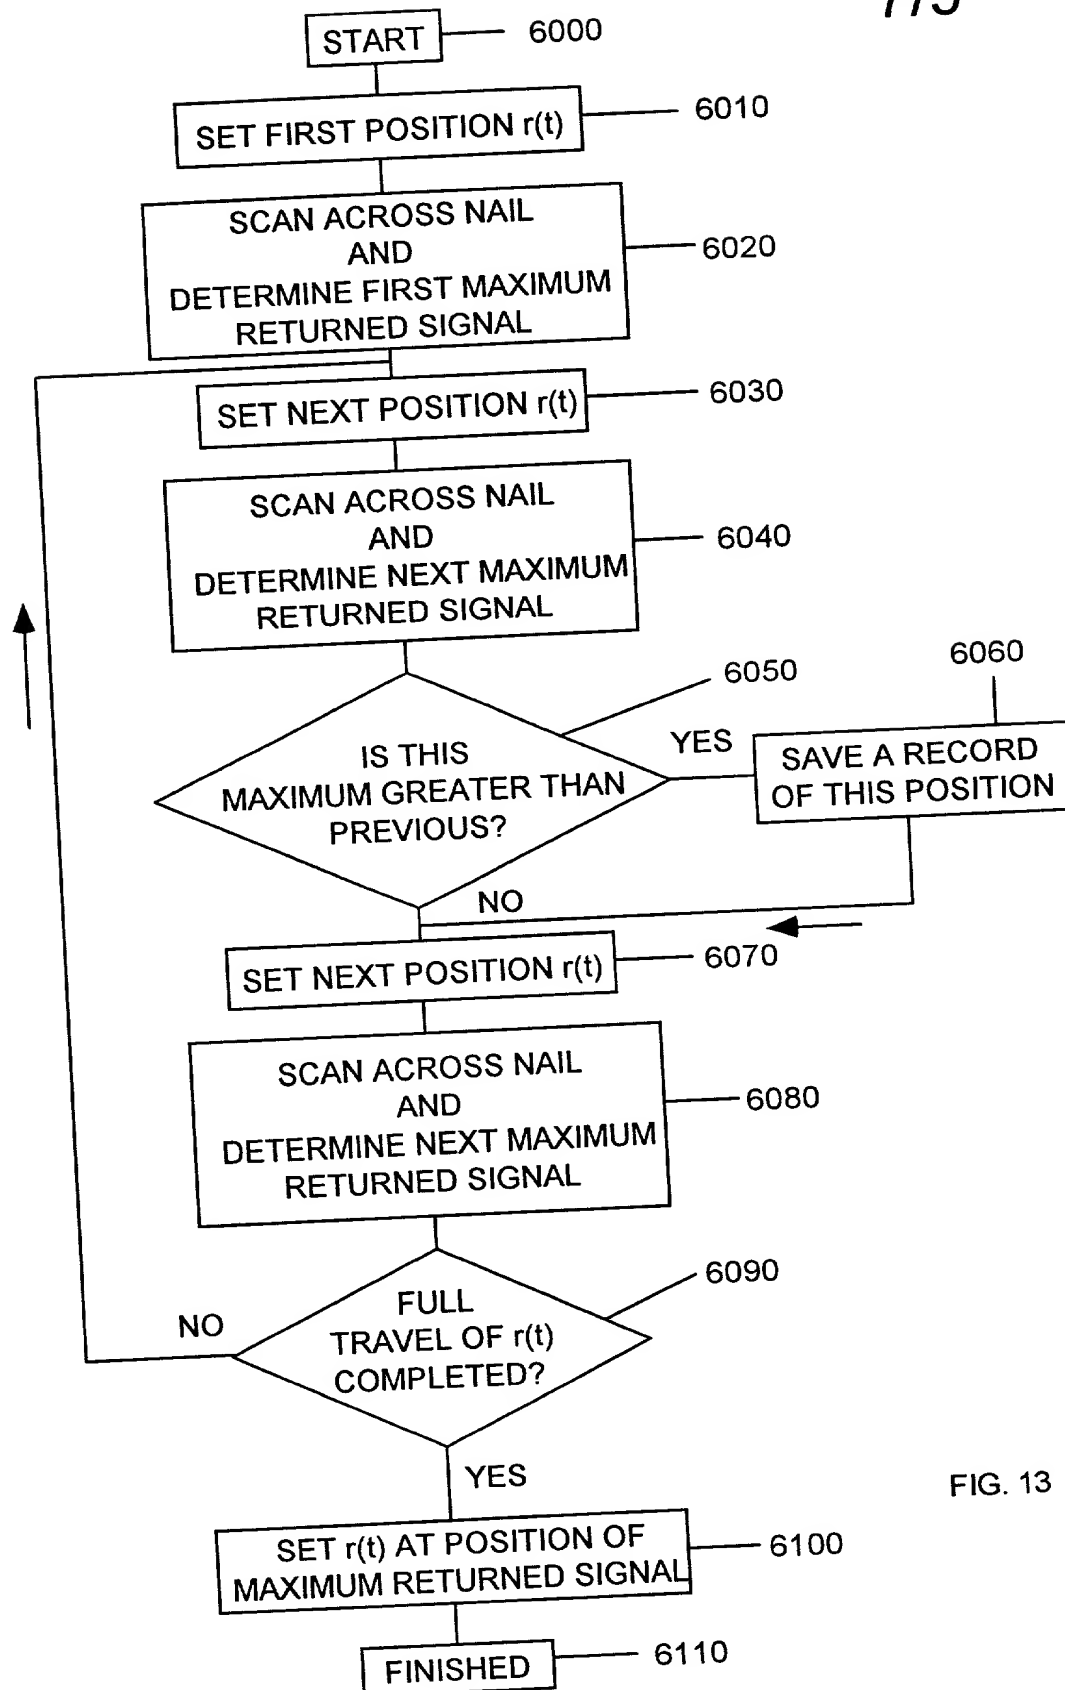 START
6000
SET FIRST POSITION r(t)
6010
SCAN ACROSS NAIL
AND
DETERMINE FIRST MAXIMUM
RETURNED SIGNAL
6020
SET NEXT POSITION r(t)
6030
SCAN ACROSS NAIL
AND
DETERMINE NEXT MAXIMUM
RETURNED SIGNAL
6040
IS THIS
MAXIMUM GREATER THAN
PREVIOUS?
6050
YES
6060
SAVE A RECORD
OF THIS POSITION
NO
SET NEXT POSITION r(t)
6070
SCAN ACROSS NAIL
AND
DETERMINE NEXT MAXIMUM
RETURNED SIGNAL
6080
FULL
TRAVEL OF r(t)
COMPLETED?
6090
NO
YES
FIG. 13
SET r(t) AT POSITION OF
MAXIMUM RETURNED SIGNAL
6100
FINISHED
6110